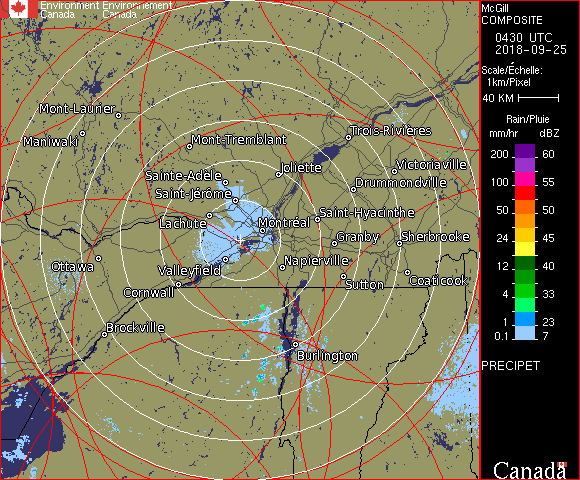 Environment Environnement
Canada Canada
McGill
COMPOSITE
0430 UTC
2018-09-25
Scale/Échelle:
1km/Pixel
40 KM
Rain/Pluie
mm/hr dBZ
200 60
100 55
75 50
50 50
24 45
12 40
4 33
1 23
0.1 7
PRECIPET
Canada
Mont-Laurier
Maniwaki
Mont-Tremblant
Trois-Rivières
Joliette
Victoriaville
Sainte-Adèle
Drummondville
Saint-Jérôme
Lachute
Montréal
Saint-Hyacinthe
Granby
Sherbrooke
Ottawa
Valleyfield
Napierville
Cornwall
Sutton
Coaticook
Brockville
Burlington